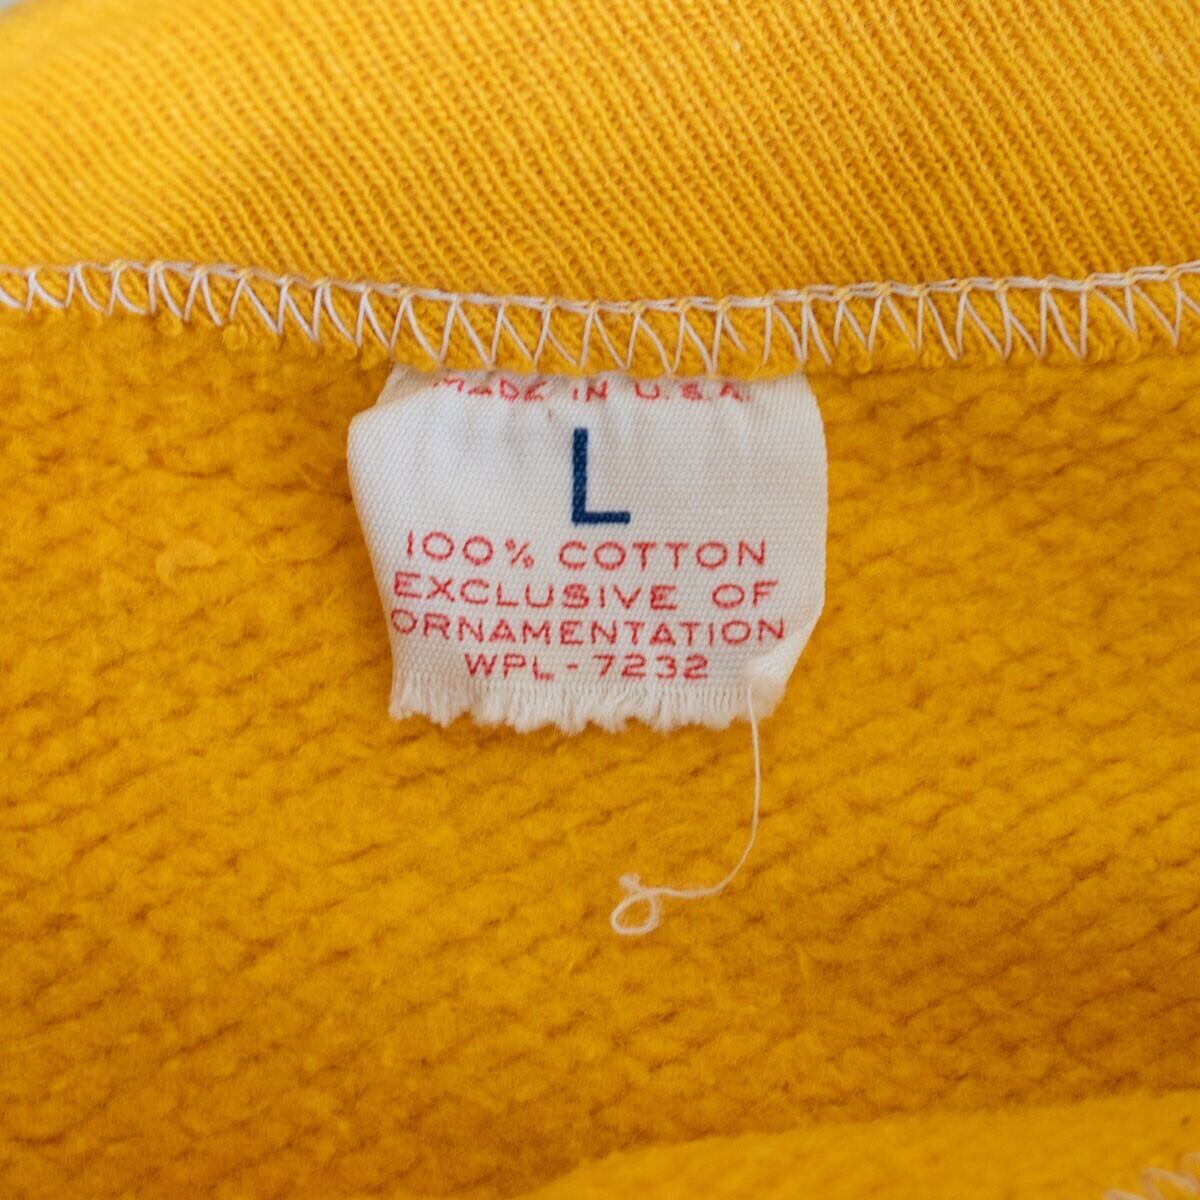 MADE IN U.S.A.
L
100% COTTON
EXCLUSIVE OF
ORNAMENTATION
WPL - 7232